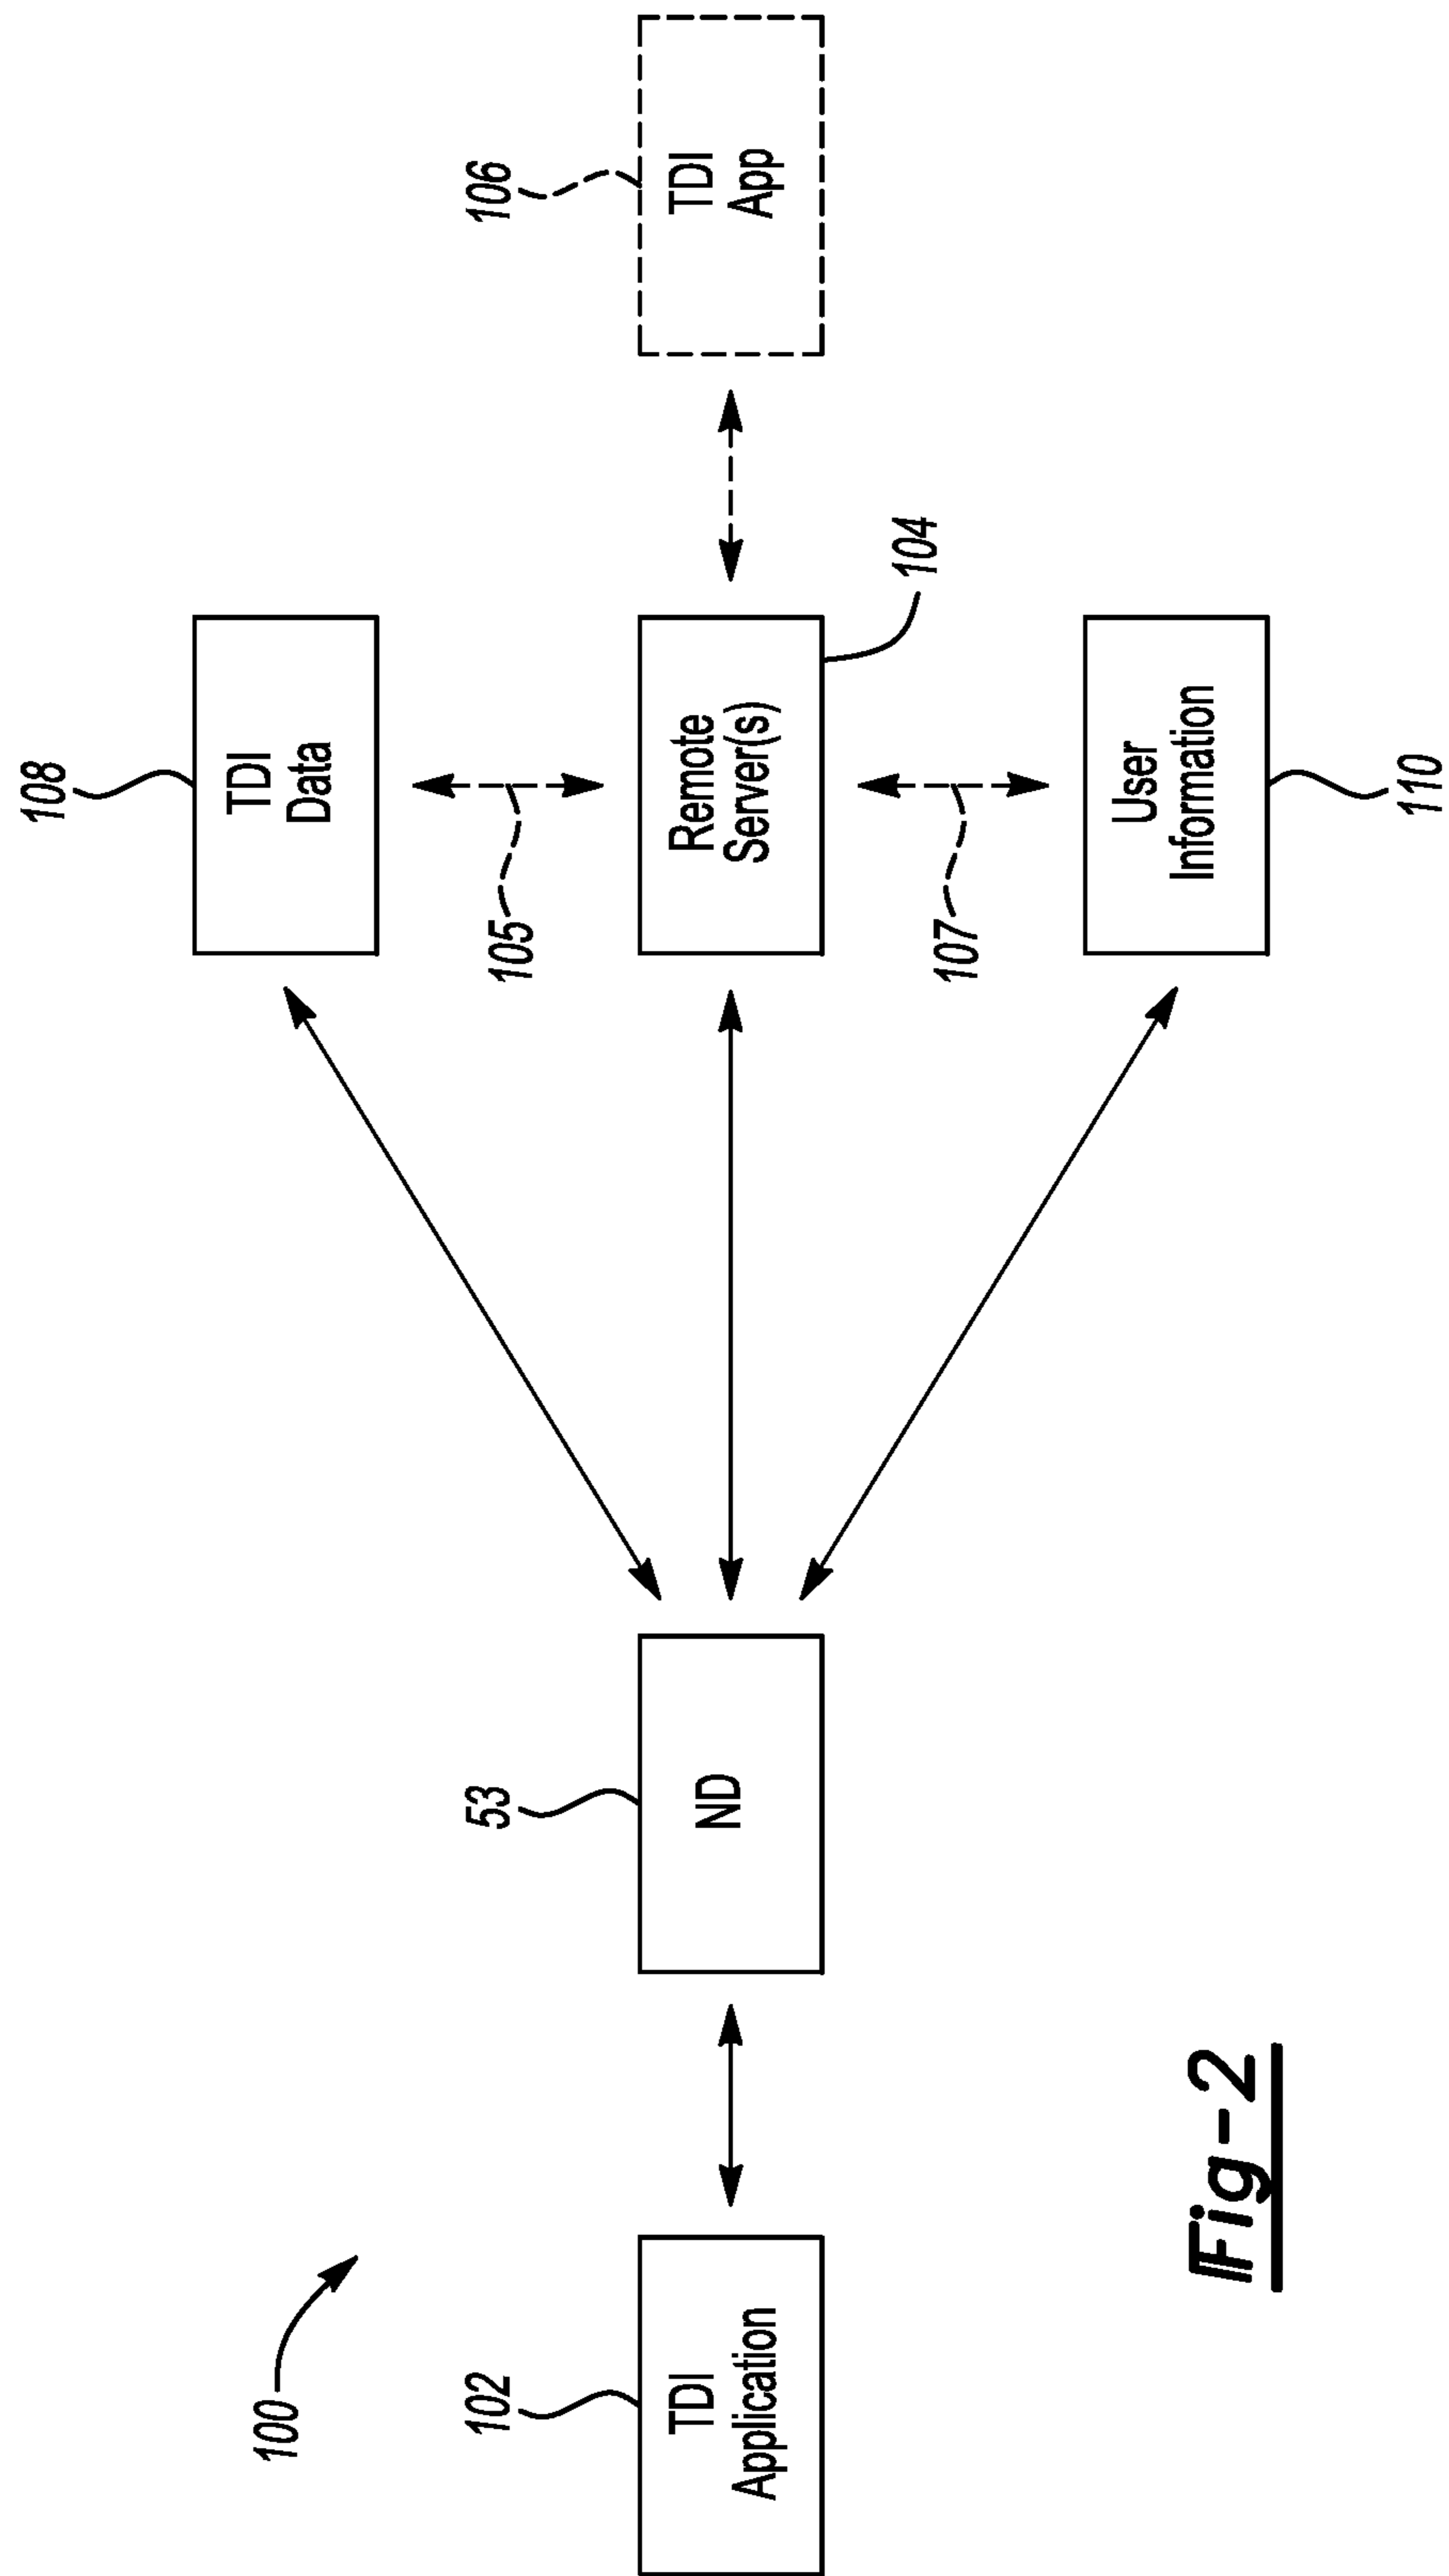 100
102
TDI
Application
53
ND
108
TDI
Data
105
Remote
Server(s)
104
107
User
Information
110
106
TDI
App
Fig-2